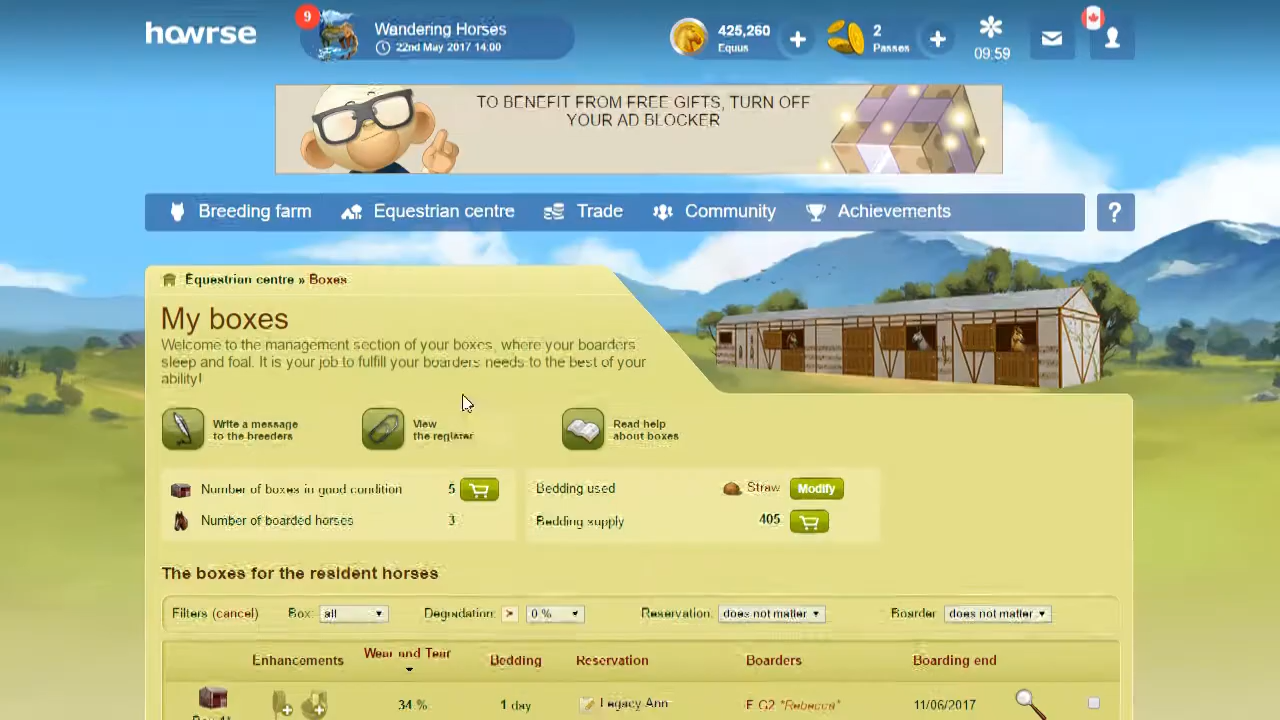 howrse
9
Wandering Horses
22nd May 2017 14.00
425,260
Equus
2
Passes
09:59
TO BENEFIT FROM FREE GIFTS, TURN OFF
YOUR AD BLOCKER
Breeding farm
Equestrian centre
Trade
Community
Achievements
?
Equestrian centre » Boxes
My boxes
Welcome to the management section of your boxes, where your boarders
sleep and foal. It is your job to fulfill your boarders needs to the best of your
ability!
Write a message
to the breeders
View
the register
Read help
about boxes
Number of boxes in good condition 5
Bedding used Straw Modify
Number of boarded horses 3
Bedding supply 405
The boxes for the resident horses
Filters (cancel) Box: all Degradation: > 0 % Reservation: does not matter Boarder does not matter
Enhancements Wear and Tear Bedding Reservation Boarders Boarding end
34 % 1 day Legacy Ann F G2 *Rebecca* 11/06/2017